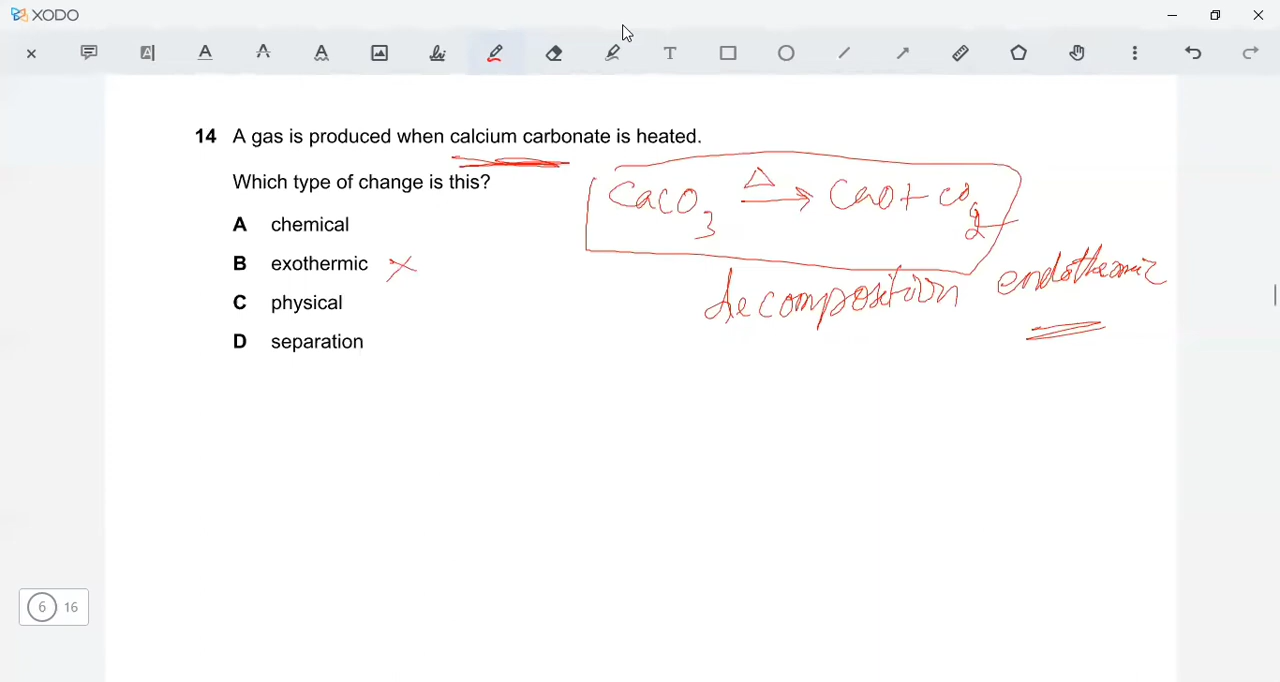 XODO
T
14 A gas is produced when calcium carbonate is heated.
Which type of change is this?
CaCO3 △ → CaO + CO2
A chemical
B exothermic ×
C physical
D separation
decomposition endothermic
6 16